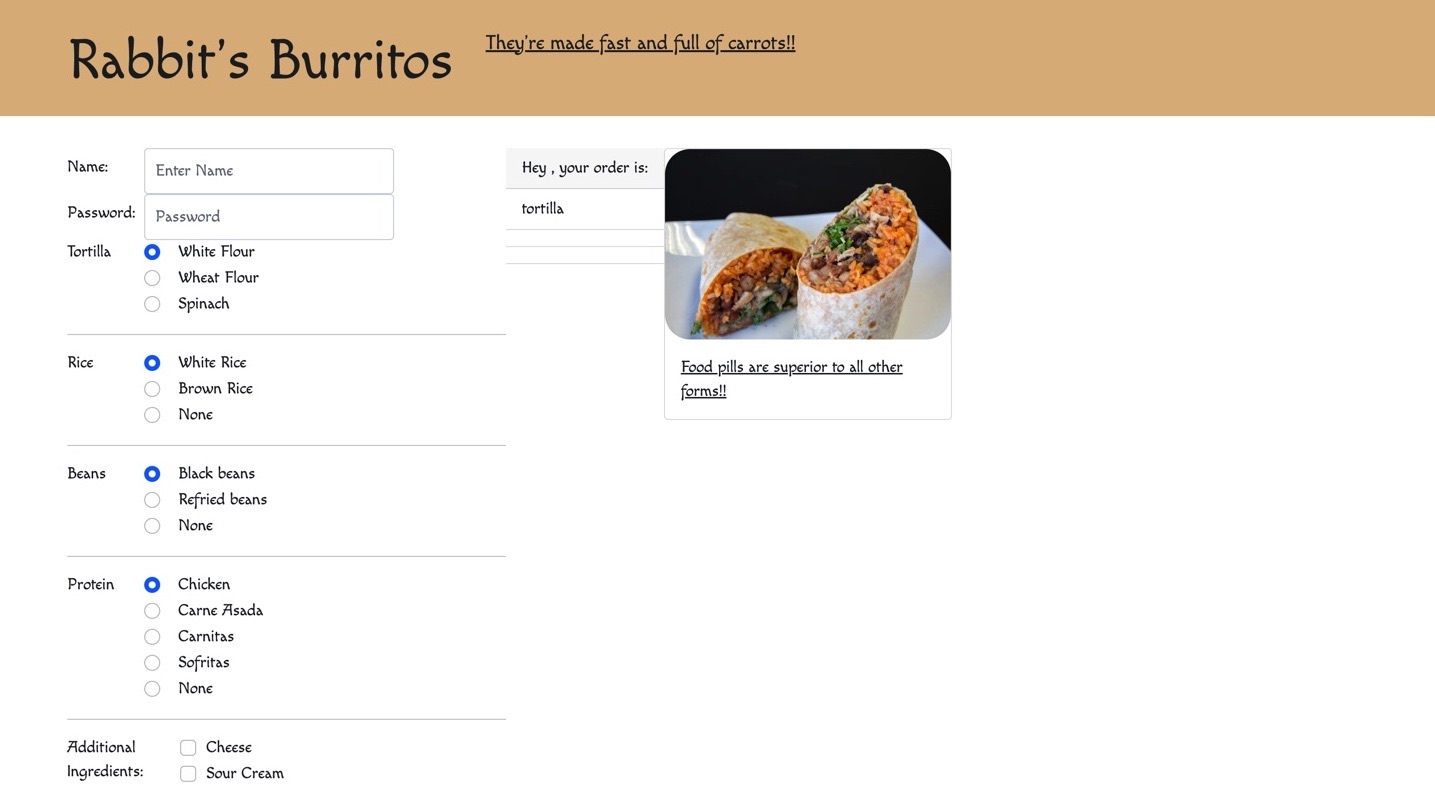 Rabbit's Burritos
They're made fast and full of carrots!!
Name:
Enter Name
Password:
Password
Tortilla
White Flour
Wheat Flour
Spinach
Rice
White Rice
Brown Rice
None
Beans
Black beans
Refried beans
None
Protein
Chicken
Carne Asada
Carnitas
Sofritas
None
Additional
Ingredients:
Cheese
Sour Cream
Hey , your order is:
tortilla
Food pills are superior to all other
forms!!